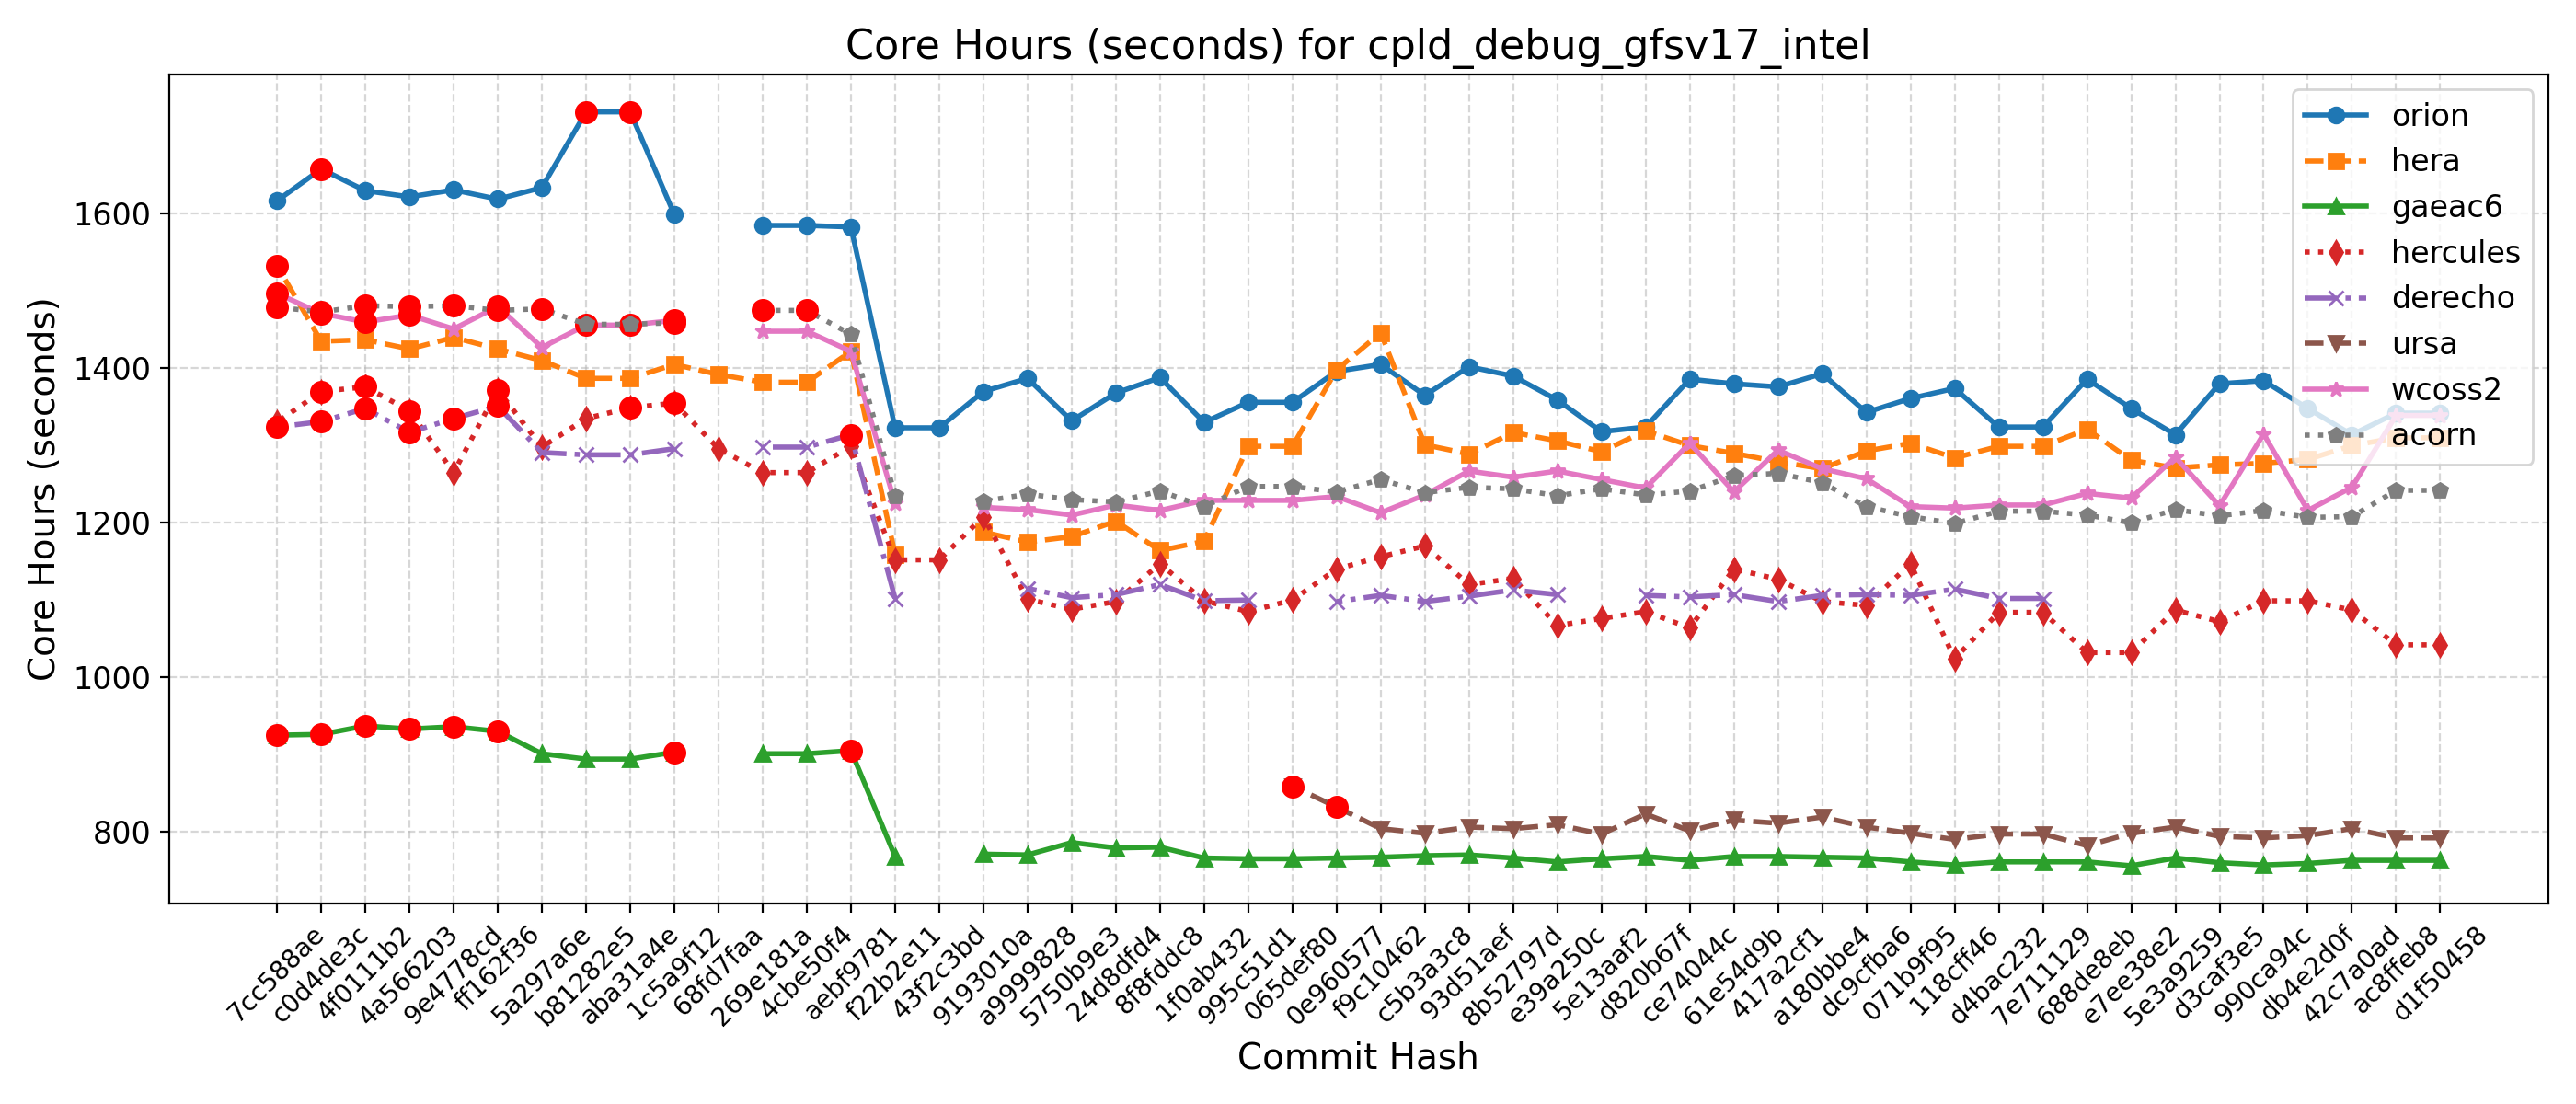 Core Hours (seconds) for cpld_debug_gfsv17_intel
Core Hours (seconds)
1600
1400
1200
1000
800
orion
hera
gaeac6
hercules
derecho
ursa
wcoss2
acorn
7cc588ae
c0d4de3c
4f0111b2
4a566203
9e4778cd
ff162f36
5a297a6e
b81282e5
aba31a4e
1c5a9f12
68fd7faa
269e181a
4cbe50f4
aebf9781
f22b2e11
43f2c3bd
9193010a
a9999828
5750b9e3
24d8dfd4
8f8fddc8
1f0ab432
995c51d1
065def80
0e960577
f9c10462
c5b3a3c8
93d51aef
8b52797d
e39a250c
5e13aaf2
d820b67f
ce74044c
61e54d9b
417a2cf1
a180bbe4
dc9cfba6
071b9f95
118cff46
d4bac232
7e711129
688de8eb
e7ee38e2
5e3a9259
d3caf3e5
990ca94c
db4e2d0f
42c7a0ad
ac8ffeb8
d1f50458
Commit Hash